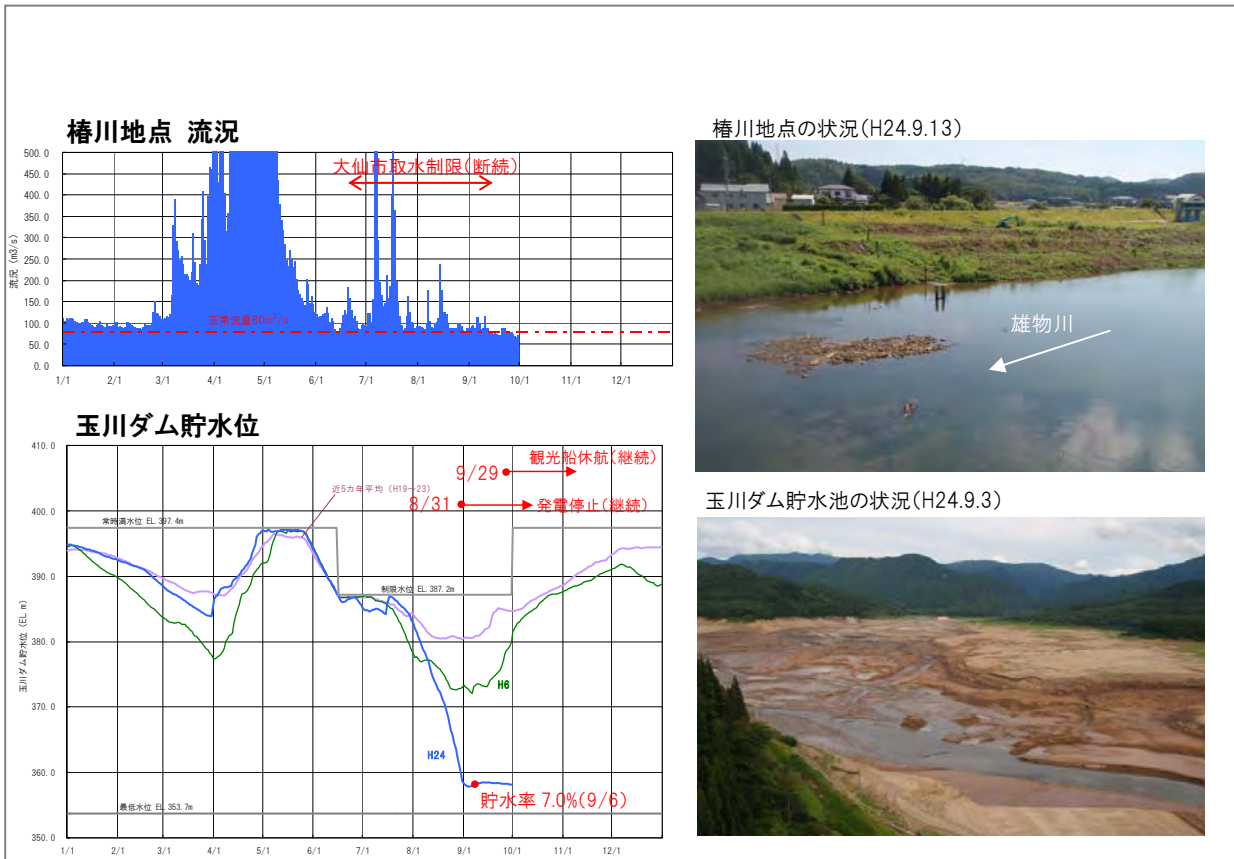 椿川地点 流況
500.0
450.0
400.0
350.0
300.0
250.0
200.0
150.0
100.0
50.0
0.0
流況 (m3/s)
大仙市取水制限(断続)
正常流量80m³/s
1/1 2/1 3/1 4/1 5/1 6/1 7/1 8/1 9/1 10/1 11/1 12/1
玉川ダム貯水位
410.0
400.0
390.0
380.0
370.0
360.0
350.0
玉川ダム貯水位 (EL m)
9/29 観光船休航(継続)
近5カ年平均 (H19~23)
8/31 発電停止(継続)
常時満水位 EL.397.4m
制限水位 EL.387.2m
H6
H24
貯水率 7.0%(9/6)
最低水位 EL.353.7m
1/1 2/1 3/1 4/1 5/1 6/1 7/1 8/1 9/1 10/1 11/1 12/1
椿川地点の状況(H24.9.13)
雄物川
玉川ダム貯水池の状況(H24.9.3)